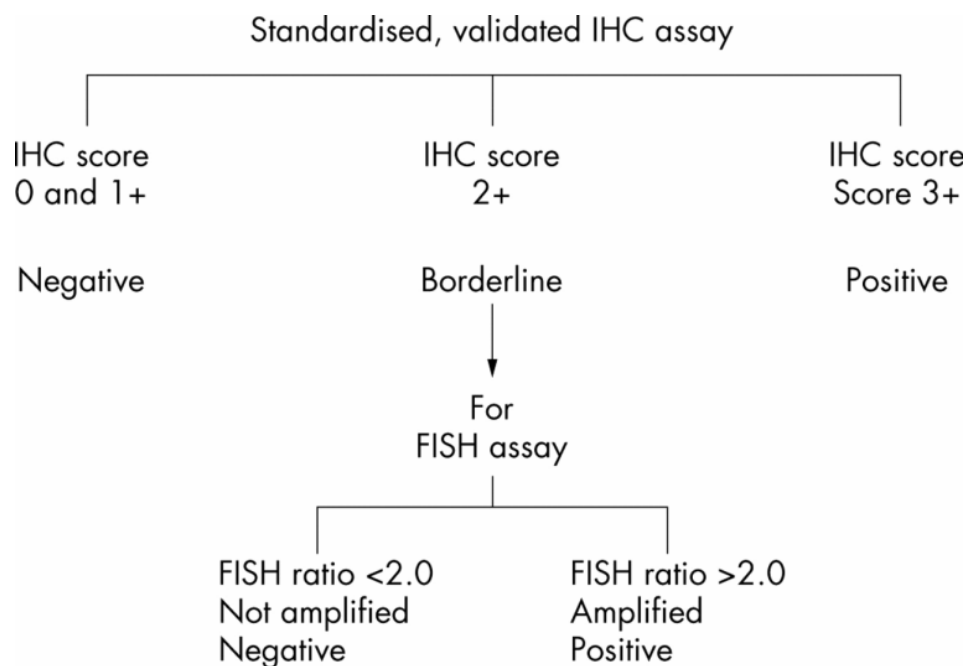 Standardised, validated IHC assay
IHC score
0 and 1+
IHC score
2+
IHC score
Score 3+
Negative
Borderline
Positive
For
FISH assay
FISH ratio <2.0
Not amplified
Negative
FISH ratio >2.0
Amplified
Positive